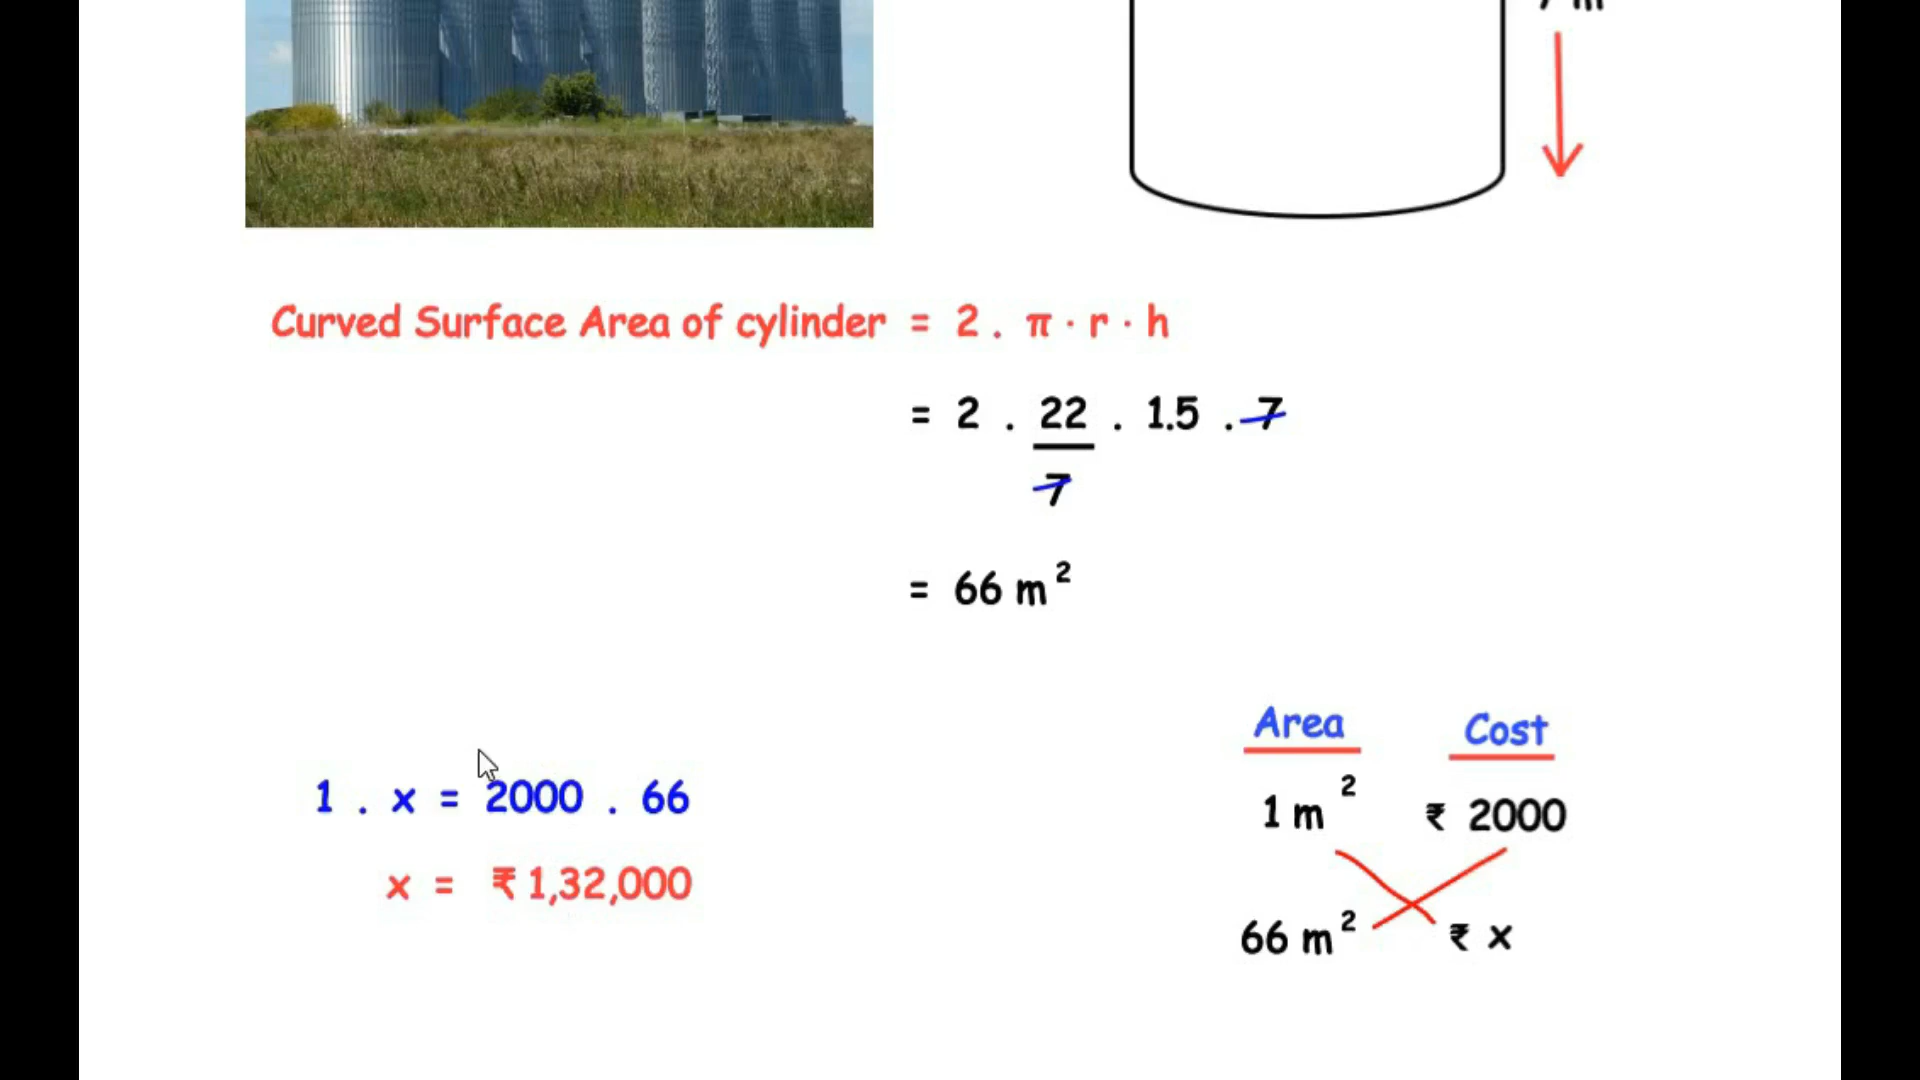 7 m
Curved Surface Area of cylinder = 2 . π · r · h
= 2 . 22 . 1.5 . 7
7
= 66 m²
Area Cost
1 m² ₹ 2000
66 m² ₹ x
1 . x = 2000 . 66
x = ₹ 1,32,000